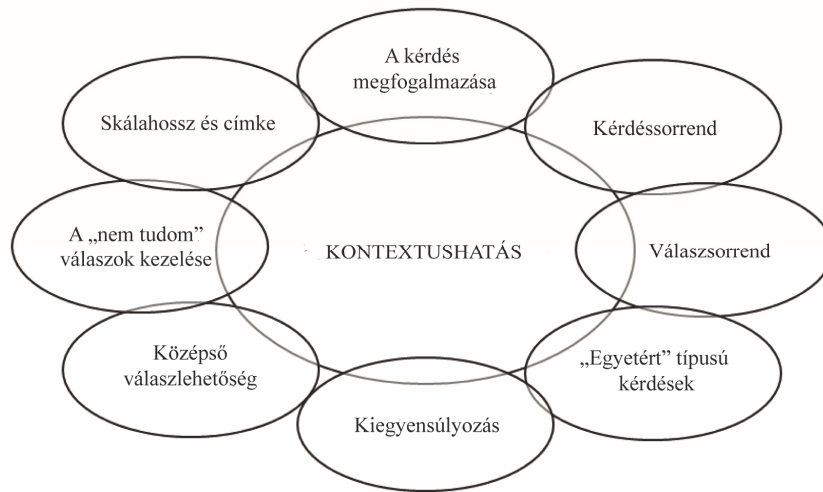 A kérdés
megfogalmazása
Skálahossz és címke
Kérdéssorrend
A „nem tudom”
válaszok kezelése
KONTEXTUSHATÁS
Válaszsorrend
Középső
válaszlehetőség
„Egyetért” típusú
kérdések
Kiegyensúlyozás